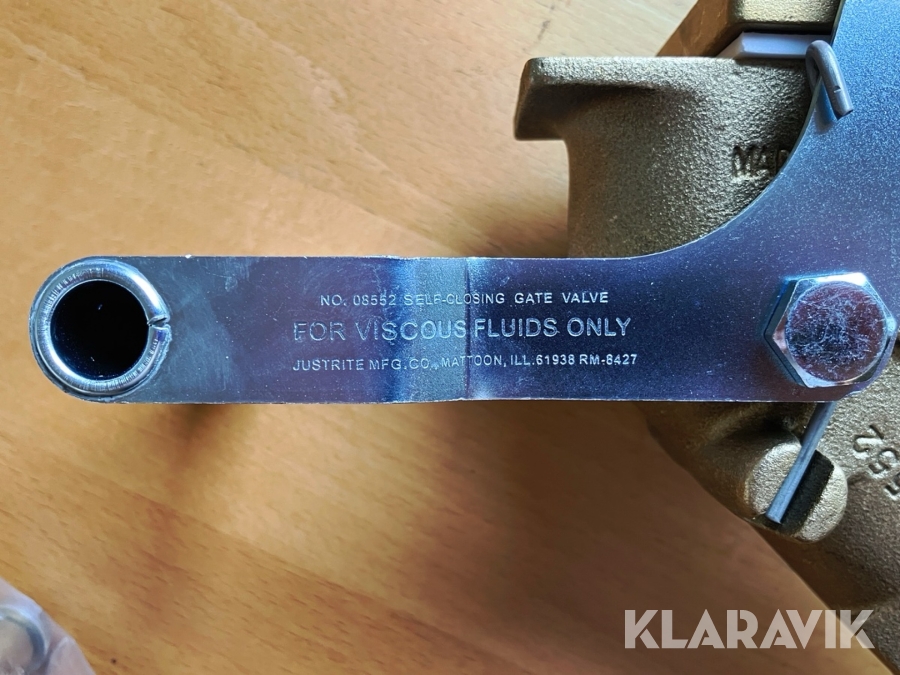 NO. 08552 SELF-CLOSING GATE VALVE
FOR VISCOUS FLUIDS ONLY
JUSTRITE MFG.CO., MATTOON, ILL.61938 RM-8427
KLARAVIK